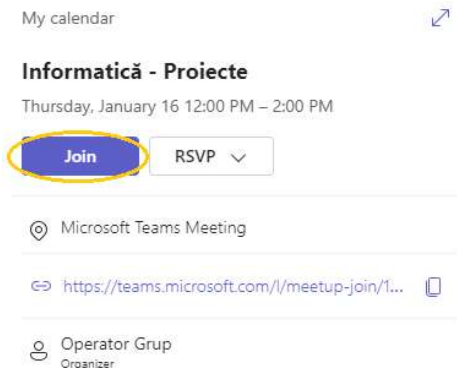 My calendar
Informatică - Proiecte
Thursday, January 16 12:00 PM – 2:00 PM
Join
RSVP
Microsoft Teams Meeting
https://teams.microsoft.com/l/meetup-join/1...
Operator Grup
Organizer